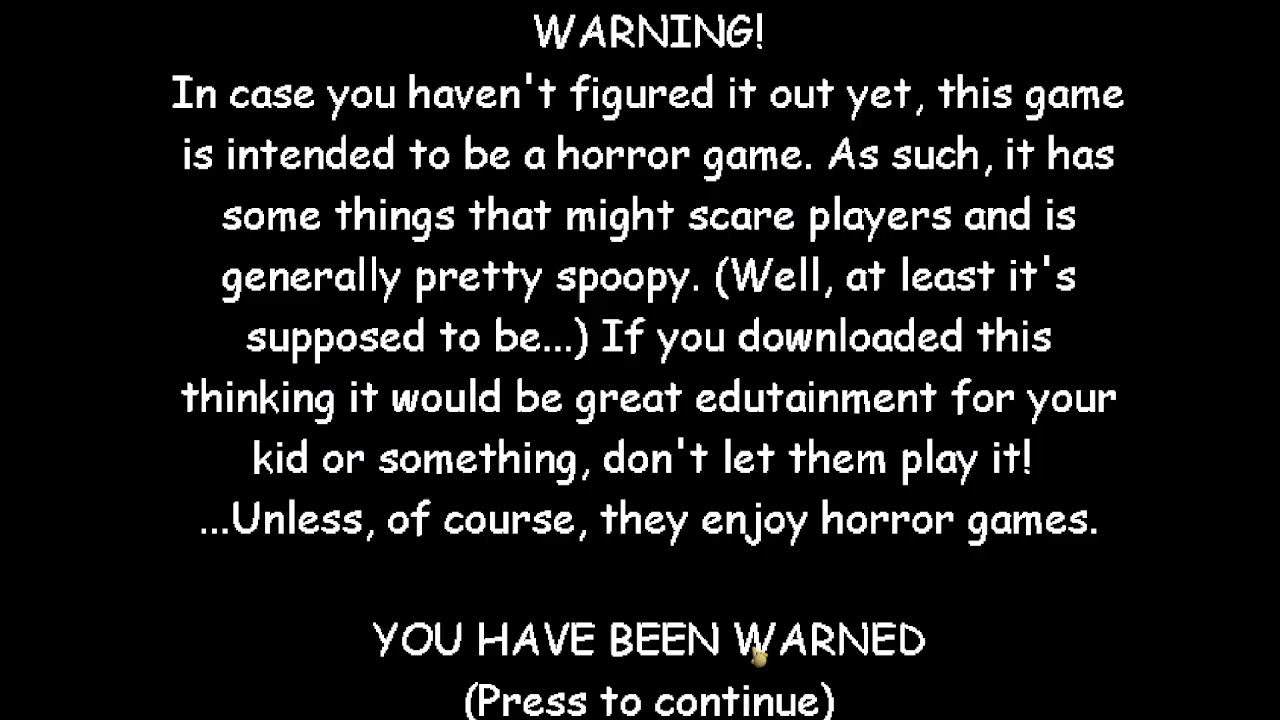 WARNING!
In case you haven't figured it out yet, this game
is intended to be a horror game. As such, it has
some things that might scare players and is
generally pretty spoopy. (Well, at least it's
supposed to be...) If you downloaded this
thinking it would be great edutainment for your
kid or something, don't let them play it!
...Unless, of course, they enjoy horror games.
YOU HAVE BEEN WARNED
(Press to continue)